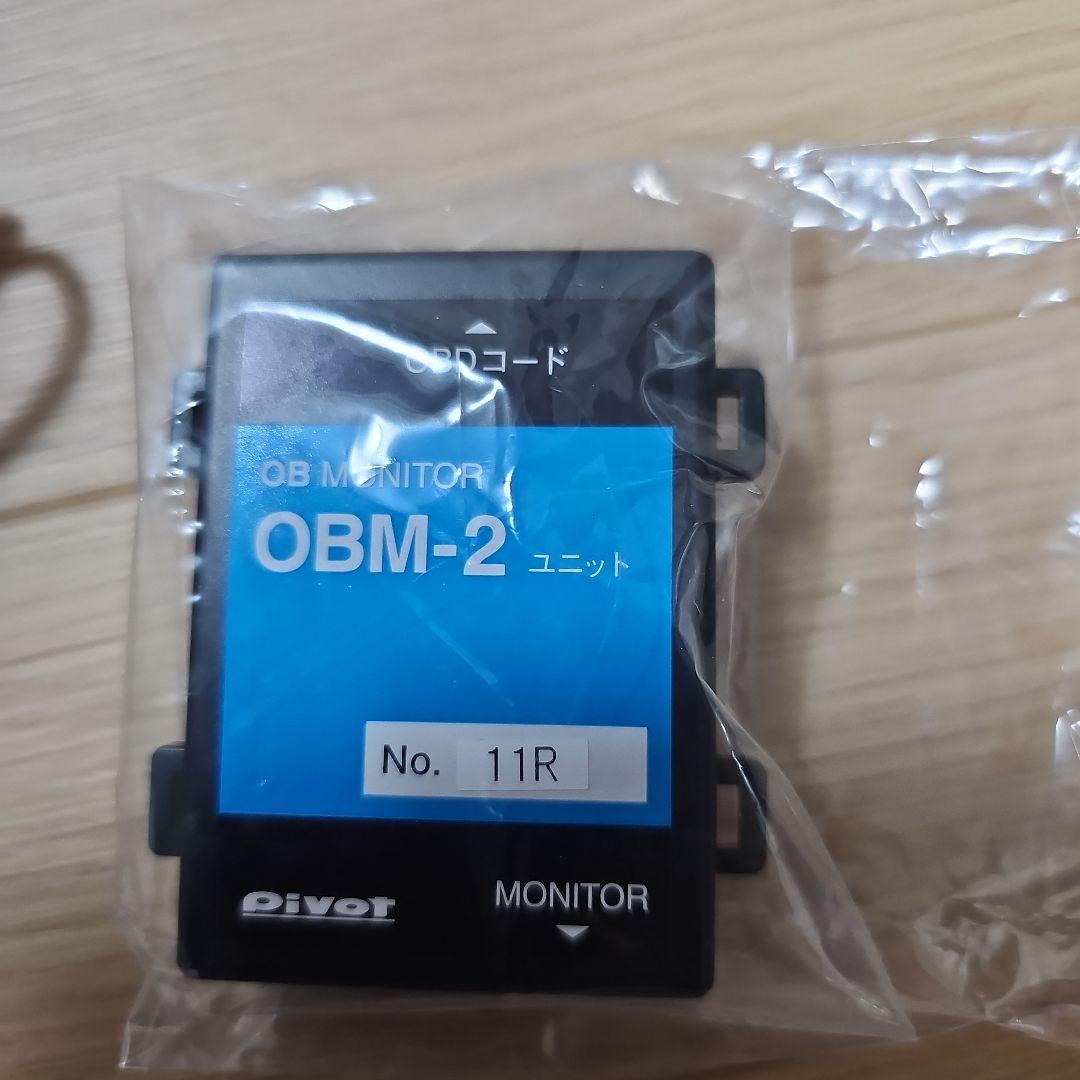 OBDコード
OB MONITOR
OBM-2 ユニット
No. 11R
Pivot
MONITOR